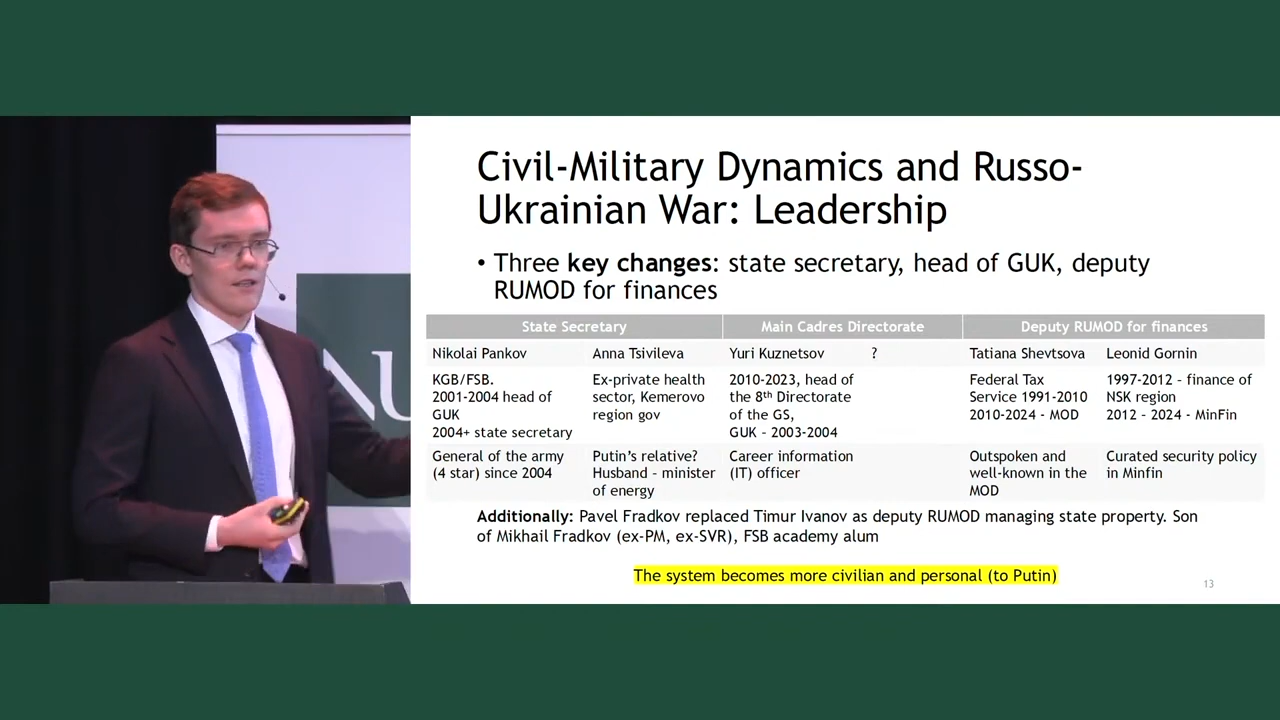 Civil-Military Dynamics and Russo-
Ukrainian War: Leadership
• Three key changes: state secretary, head of GUK, deputy
RUMOD for finances
State Secretary
Main Cadres Directorate
Deputy RUMOD for finances
Nikolai Pankov
Anna Tsivileva
Yuri Kuznetsov
?
Tatiana Shevtsova
Leonid Gornin
KGB/FSB.
2001-2004 head of
GUK
2004+ state secretary
Ex-private health
sector, Kemerovo
region gov
2010-2023, head of
the 8th Directorate
of the GS,
GUK - 2003-2004
Federal Tax
Service 1991-2010
2010-2024 - MOD
1997-2012 - finance of
NSK region
2012 - 2024 - MinFin
General of the army
(4 star) since 2004
Putin's relative?
Husband - minister
of energy
Career information
(IT) officer
Outspoken and
well-known in the
MOD
Curated security policy
in Minfin
Additionally: Pavel Fradkov replaced Timur Ivanov as deputy RUMOD managing state property. Son
of Mikhail Fradkov (ex-PM, ex-SVR), FSB academy alum
The system becomes more civilian and personal (to Putin)
13
NU